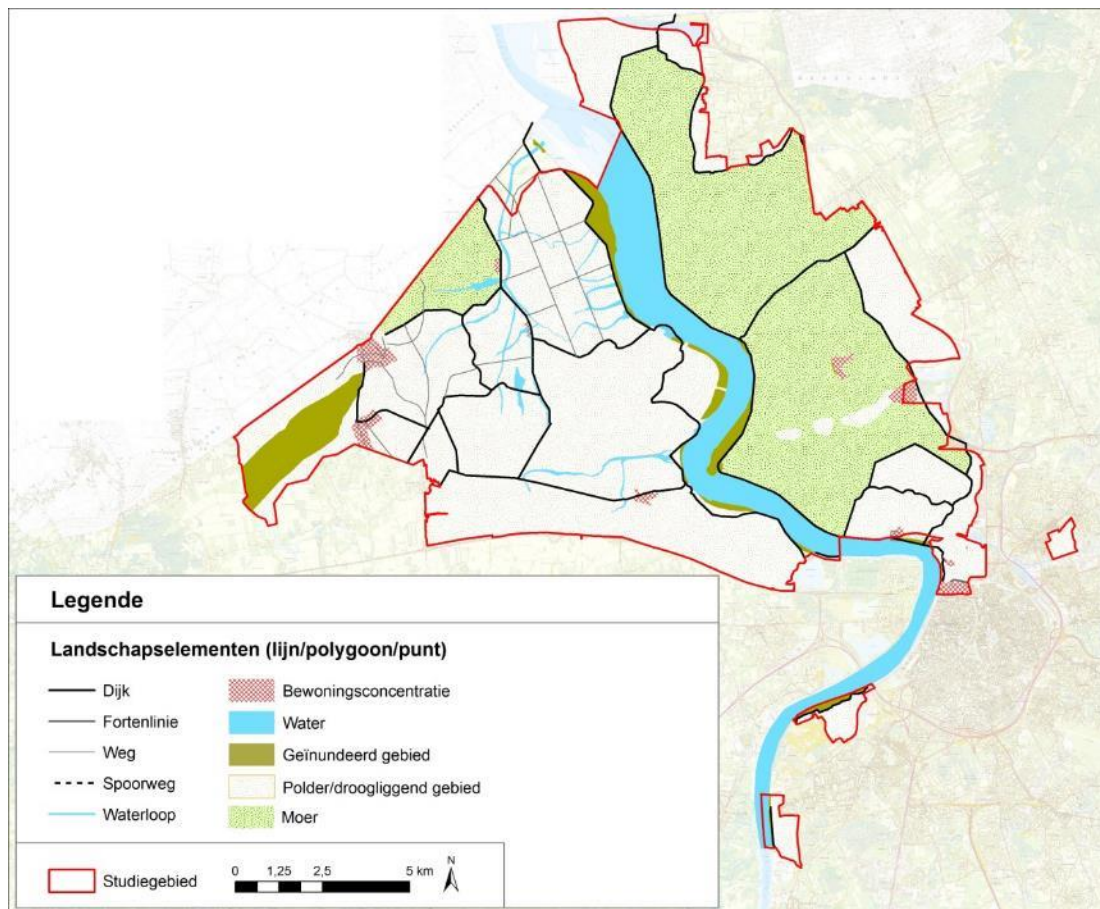 Legende
Landschapselementen (lijn/polygoon/punt)
Dijk
Fortenlinie
Weg
Spoorweg
Waterloop
Bewoningsconcentratie
Water
Geïnundeerd gebied
Polder/droogliggend gebied
Moer
Studiegebied
0 1,25 2,5 5 km
N